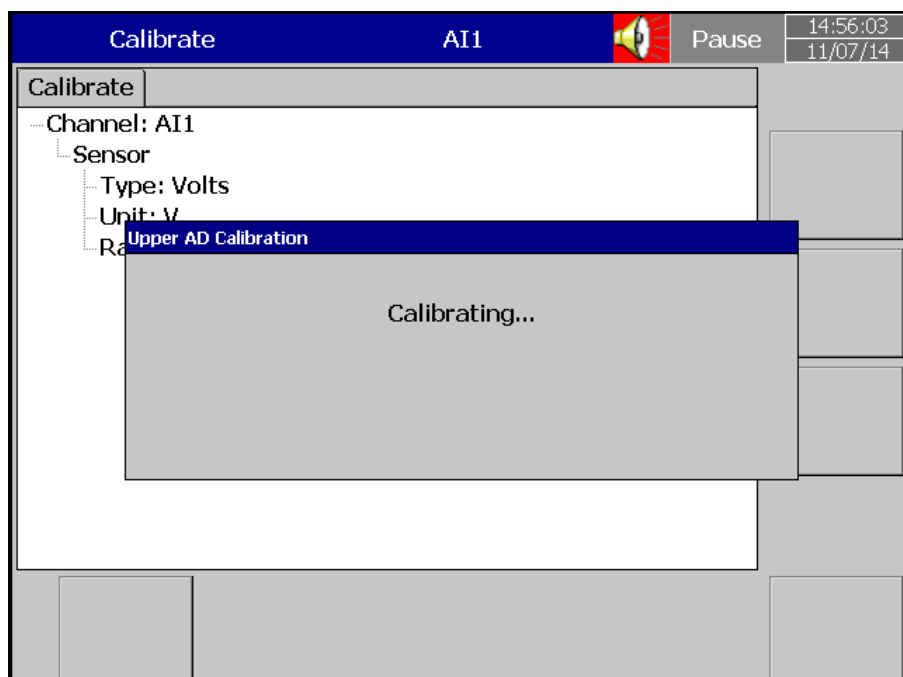 Calibrate AI1 Pause 14:56:03
11/07/14
Calibrate
Channel: AI1
Sensor
Type: Volts
Unit: V
Upper AD Calibration
Calibrating...